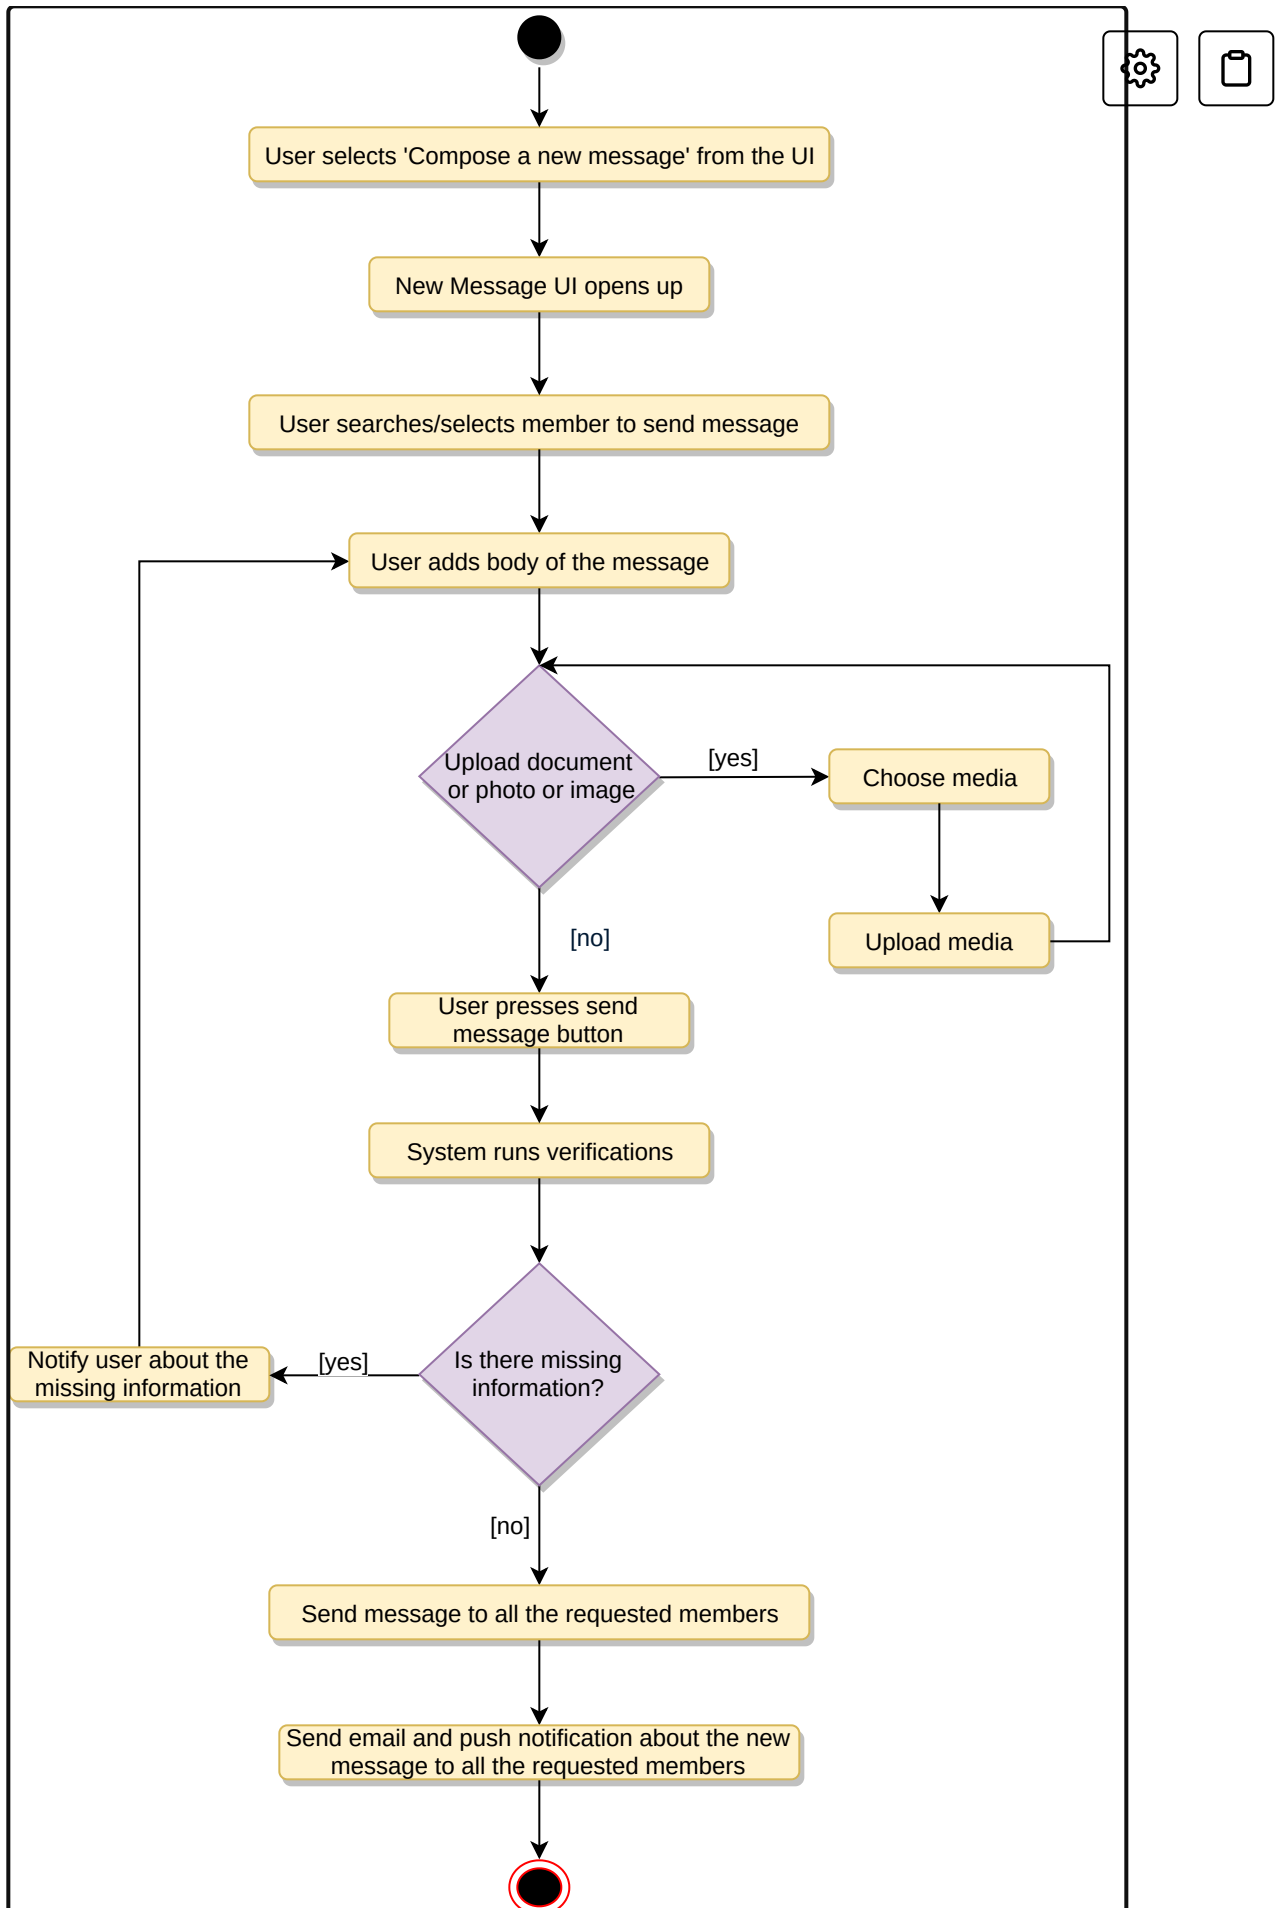 User selects 'Compose a new message' from the UI
New Message UI opens up
User searches/selects member to send message
User adds body of the message
Upload document
or photo or image
[yes]
Choose media
Upload media
[no]
User presses send
message button
System runs verifications
Is there missing
information?
[yes]
Notify user about the
missing information
[no]
Send message to all the requested members
Send email and push notification about the new
message to all the requested members